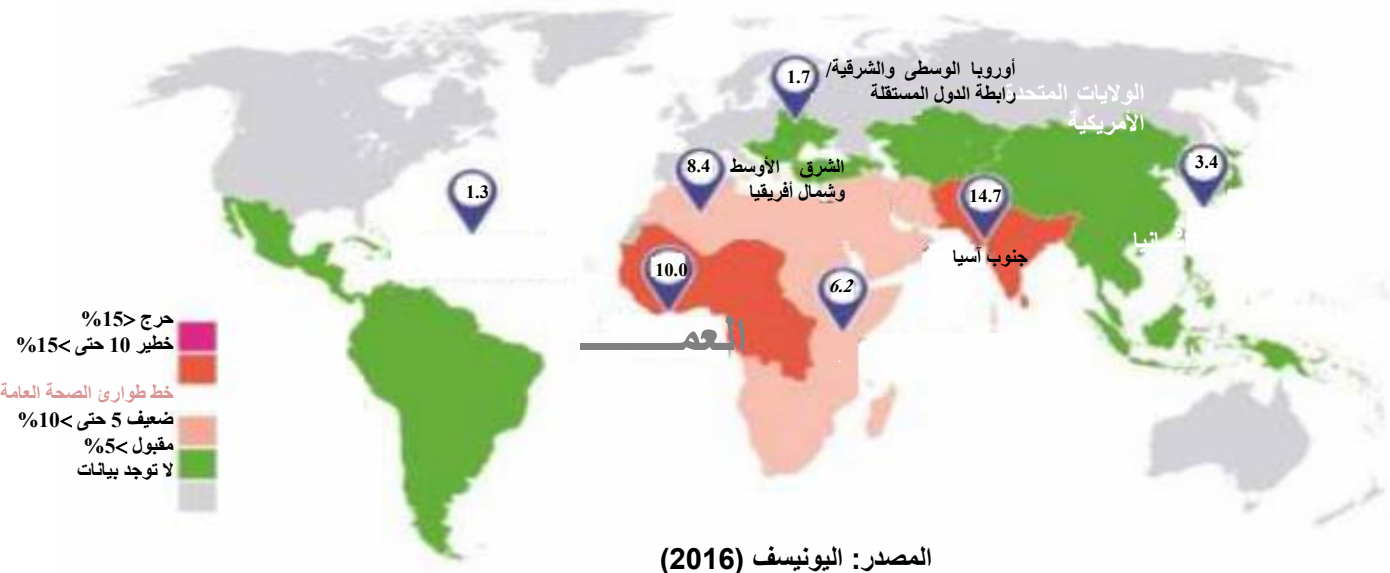 1.7
أوروبا الوسطى والشرقية/
رابطة الدول المستقلة
الولايات المتحدة
الأمريكية
8.4
الشرق الأوسط
وشمال أفريقيا
3.4
1.3
14.7
جنوب آسيا
10.0
6.2
العمـــــــ
حرج <15%
خطير 10 حتى >15%
خط طوارئ الصحة العامة
ضعيف 5 حتى >10%
مقبول >5%
لا توجد بيانات
المصدر: اليونيسف (2016)